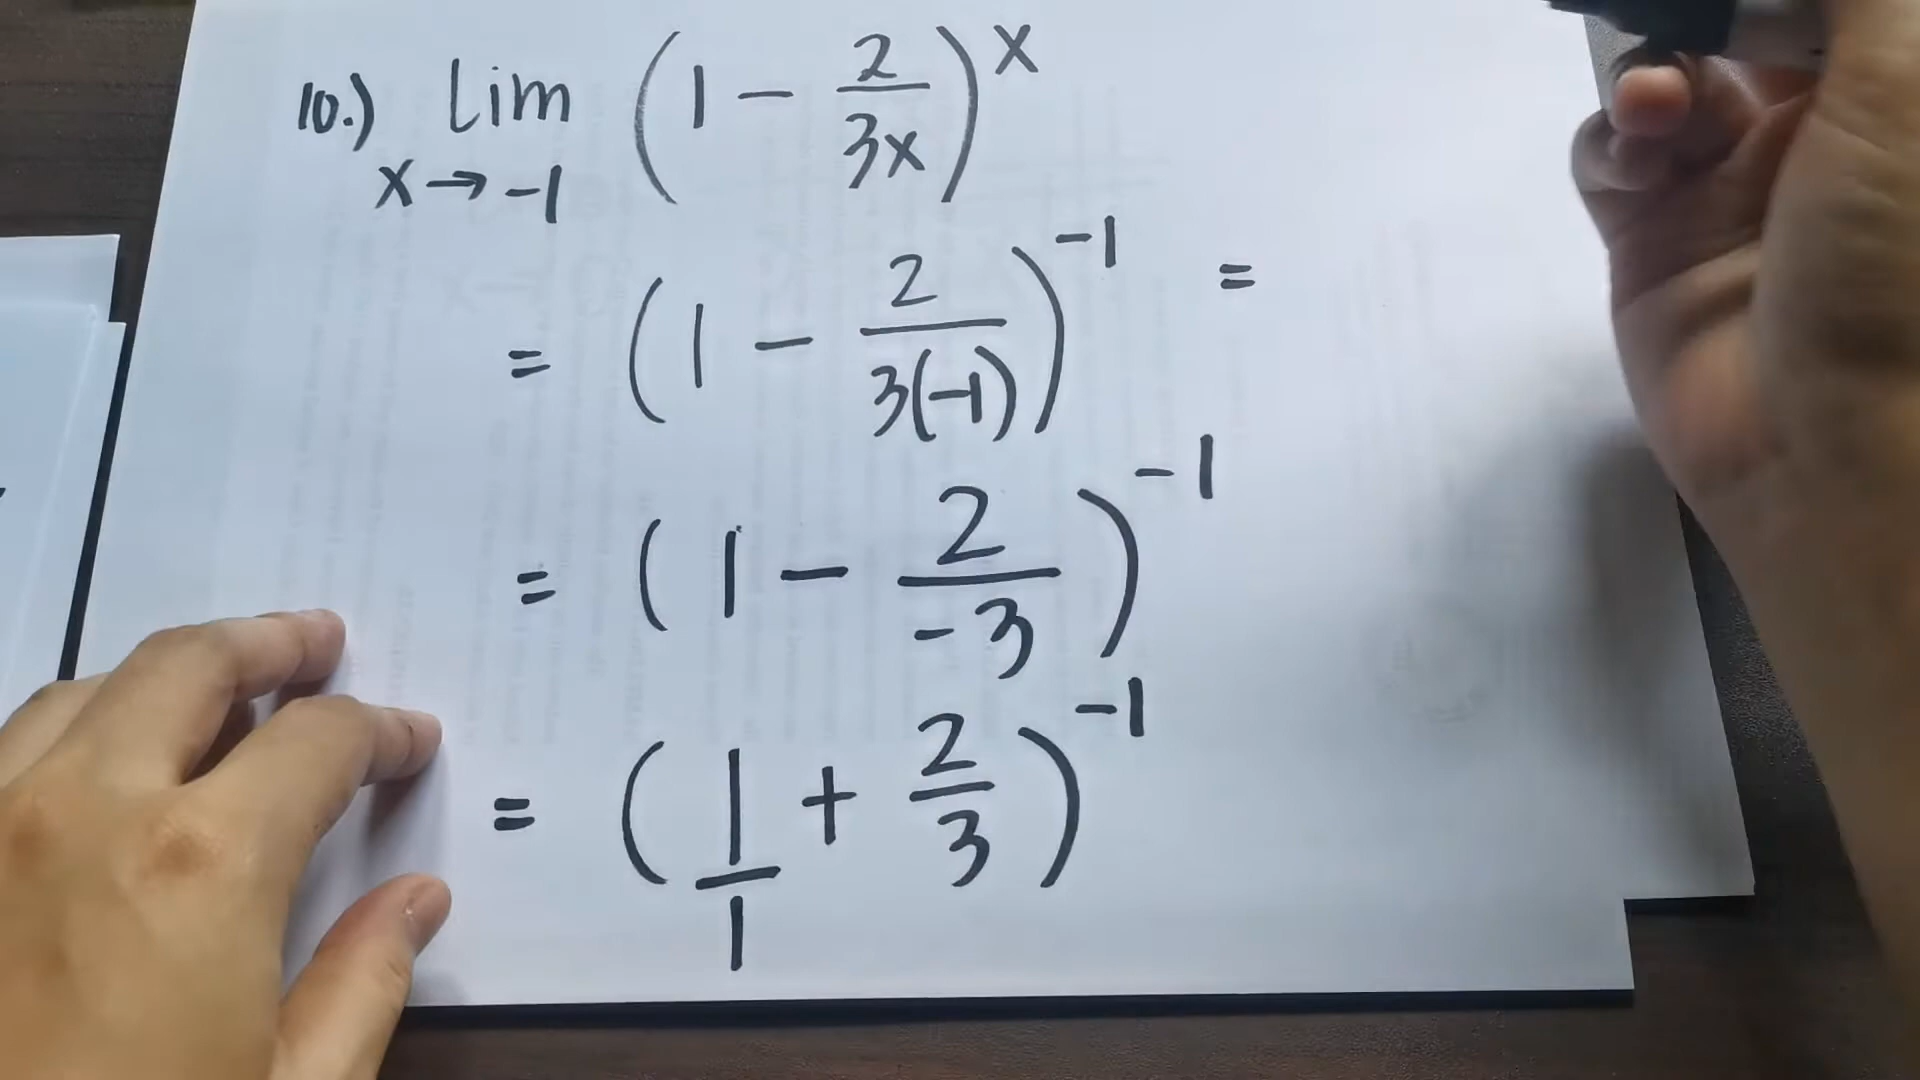 10.) Lim x→-1 (1 - 2/3x)^x
= (1 - 2/3(-1))^-1 =
= (1 - 2/-3)^-1
= (1/1 + 2/3)^-1